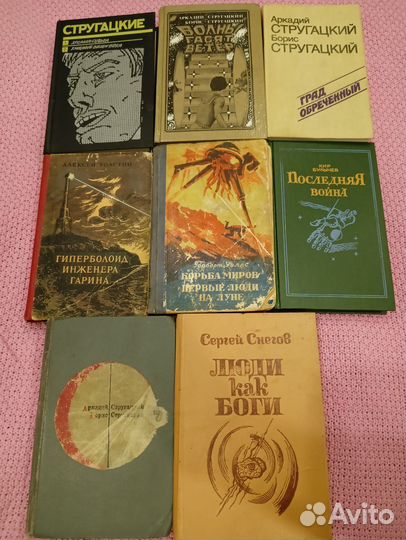 СТРУГАЦКИЕ
1
2
АРКАДИЙ СТРУГАЦКИЙ
БОРИС СТРУГАЦКИЙ
ВОЛНЫ
ГАСЯТ
ВЕТЕР
Аркадий
СТРУГАЦКИЙ
Борис
СТРУГАЦКИЙ
ГРАД
ОБРЕЧЕННЫЙ
АЛЕКСЕЙ ТОЛСТОЙ
ГИПЕРБОЛОИД
ИНЖЕНЕРА
ГАРИНА
Герберт Уэллс
БОРЬБА МИРОВ
ПЕРВЫЕ ЛЮДИ
НА ЛУНЕ
КИР БУЛЫЧЕВ
ПОСЛЕДНЯЯ
ВОЙНА
Аркадий Стругацкий
Борис Стругацкий
Сергей Снегов
ЛЮДИ
как
БОГИ
Avito